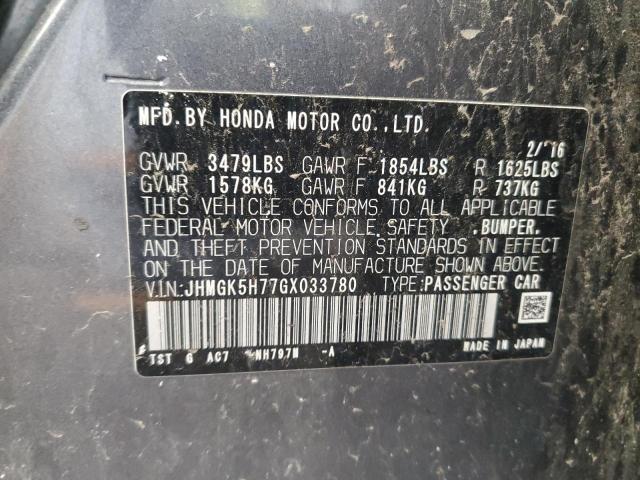 MFD.BY HONDA MOTOR CO.,LTD.
2/'16
GVWR 3479LBS GAWR F 1854LBS R 1625LBS
GVWR 1578KG GAWR F 841KG R 737KG
THIS VEHICLE CONFORMS TO ALL APPLICABLE
FEDERAL MOTOR VEHICLE SAFETY, BUMPER,
AND THEFT PREVENTION STANDARDS IN EFFECT
ON THE DATE OF MANUFACTURE SHOWN ABOVE.
VIN:JHMGK5H77GX033780 TYPE:PASSENGER CAR
TST G AC7 NH797M -A MADE IN JAPAN